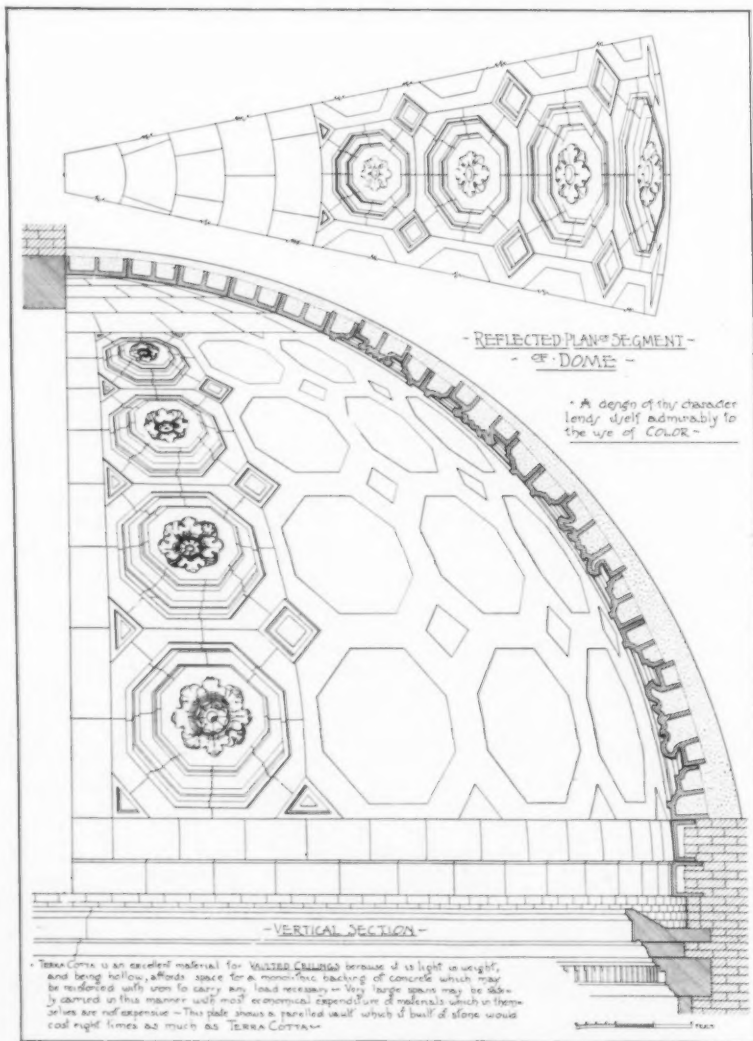 - REFLECTED PLAN OF SEGMENT -
- OF · DOME -
· A design of this character
lends itself admirably to
the use of COLOR -
- VERTICAL SECTION -
· TERRA COTTA is an excellent material for VAULTED CEILINGS because it is light in weight,
and being hollow, affords space for a monolithic backing of concrete which may
be reinforced with iron to carry any load necessary - Very large spans may be safe-
ly carried in this manner with most economical expenditure of materials which in them-
selves are not expensive - This plate shows a panelled vault which if built of stone would
cost eight times as much as TERRA COTTA -
FEET